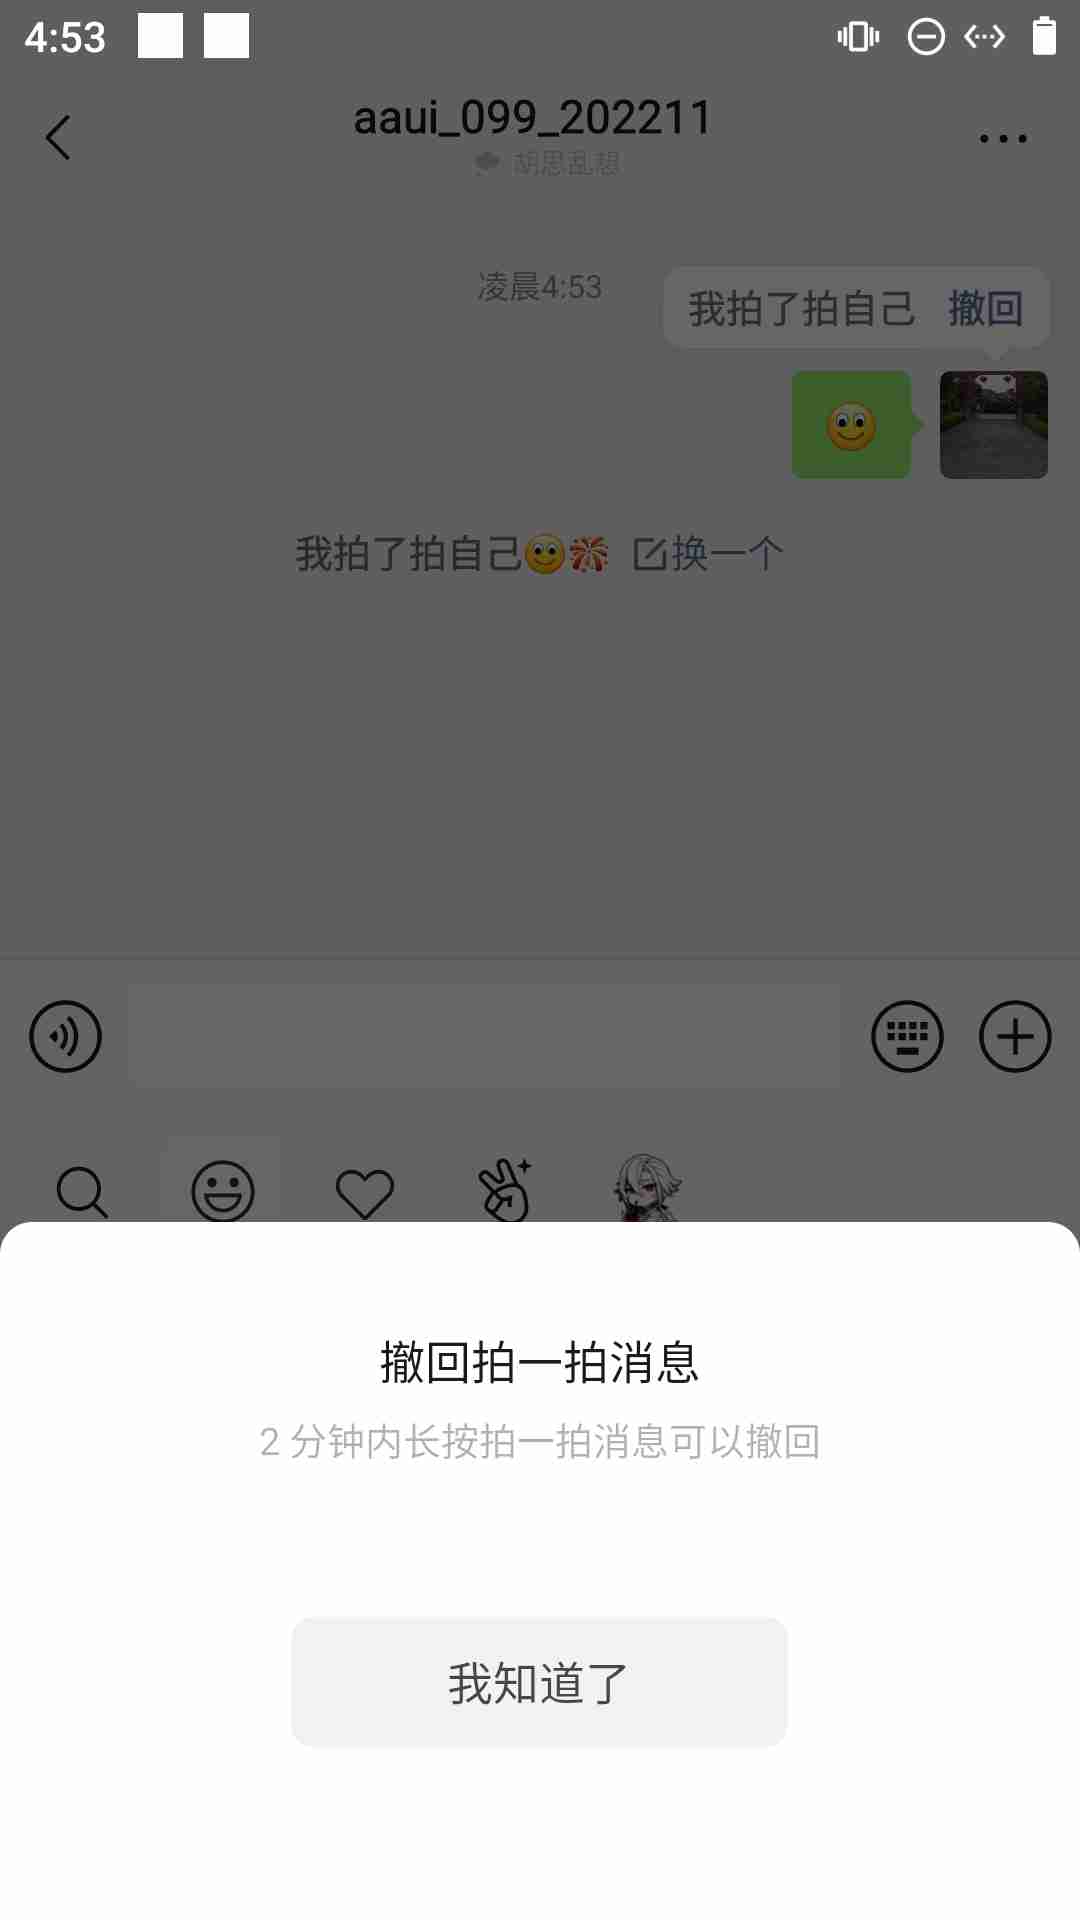 4:53
aaui_099_202211
胡思乱想
凌晨4:53
我拍了拍自己 撤回
我拍了拍自己 换一个
撤回拍一拍消息
2 分钟内长按拍一拍消息可以撤回
我知道了